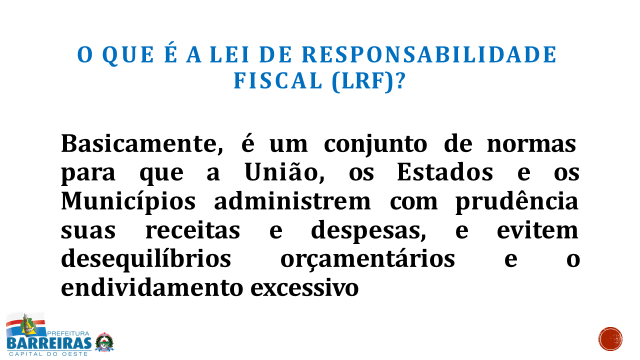 O QUE É A LEI DE RESPONSABILIDADE
FISCAL (LRF)?
Basicamente, é um conjunto de normas
para que a União, os Estados e os
Municípios administrem com prudência
suas receitas e despesas, e evitem
desequilíbrios orçamentários e o
endividamento excessivo
PREFEITURA
BARREIRAS
CAPITAL DO OESTE